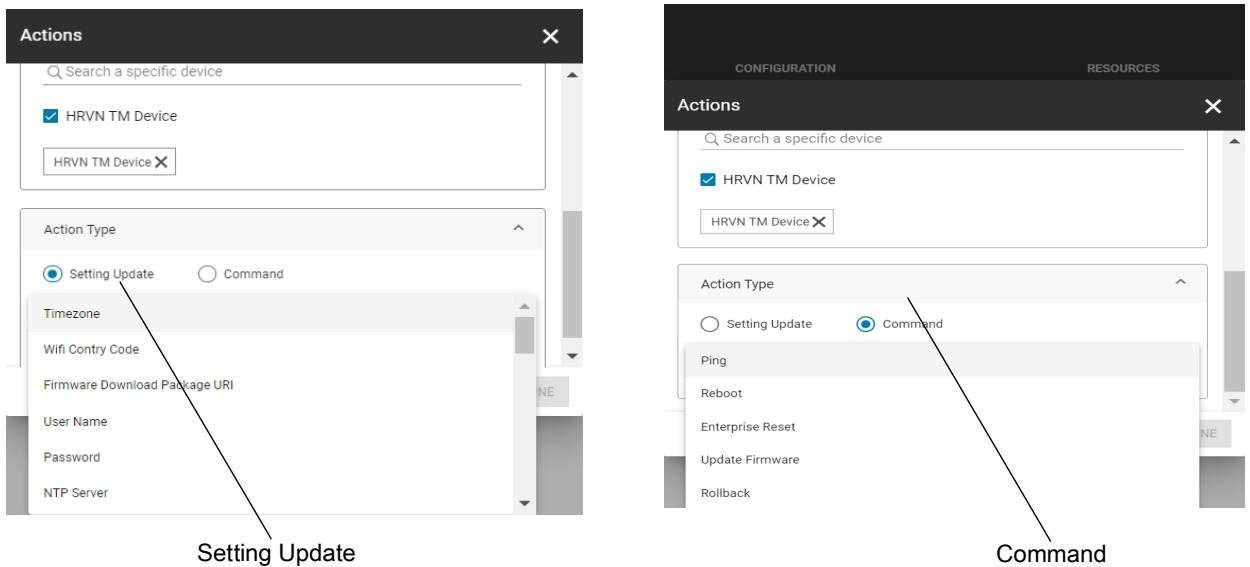 Actions
Search a specific device
HRVN TM Device
HRVN TM Device
Action Type
Setting Update
Command
Timezone
Wifi Contry Code
Firmware Download Package URI
User Name
Password
NTP Server
Setting Update
CONFIGURATION
RESOURCES
Actions
Search a specific device
HRVN TM Device
HRVN TM Device
Action Type
Setting Update
Command
Ping
Reboot
Enterprise Reset
Update Firmware
Rollback
Command